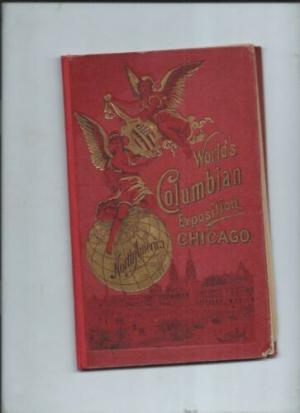 World's
Columbian
Exposition
CHICAGO
North America